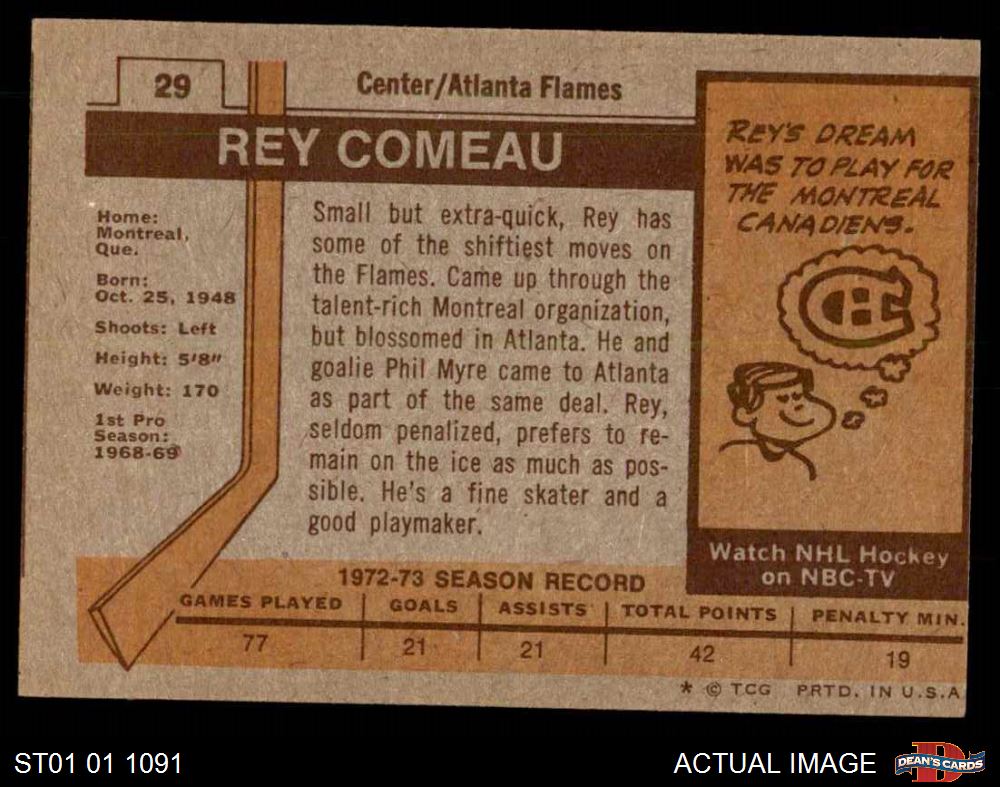 29
Center/Atlanta Flames
REY COMEAU
Home:
Montreal,
Que.
Born:
Oct. 25, 1948
Shoots: Left
Height: 5'8"
Weight: 170
1st Pro
Season:
1968-69
Small but extra-quick, Rey has
some of the shiftiest moves on
the Flames. Came up through the
talent-rich Montreal organization,
but blossomed in Atlanta. He and
goalie Phil Myre came to Atlanta
as part of the same deal. Rey,
seldom penalized, prefers to re-
main on the ice as much as pos-
sible. He's a fine skater and a
good playmaker.
REY'S DREAM
WAS TO PLAY FOR
THE MONTREAL
CANADIENS.
CH
Watch NHL Hockey
on NBC-TV
1972-73 SEASON RECORD
GAMES PLAYED GOALS ASSISTS TOTAL POINTS PENALTY MIN.
77 21 21 42 19
* © TCG PRTD. IN U.S.A
ST01 01 1091
ACTUAL IMAGE
D
DEAN'S CARDS